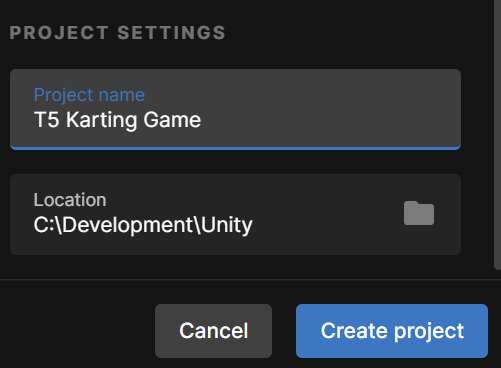 PROJECT SETTINGS
Project name
T5 Karting Game
Location
C:\Development\Unity
Cancel
Create project